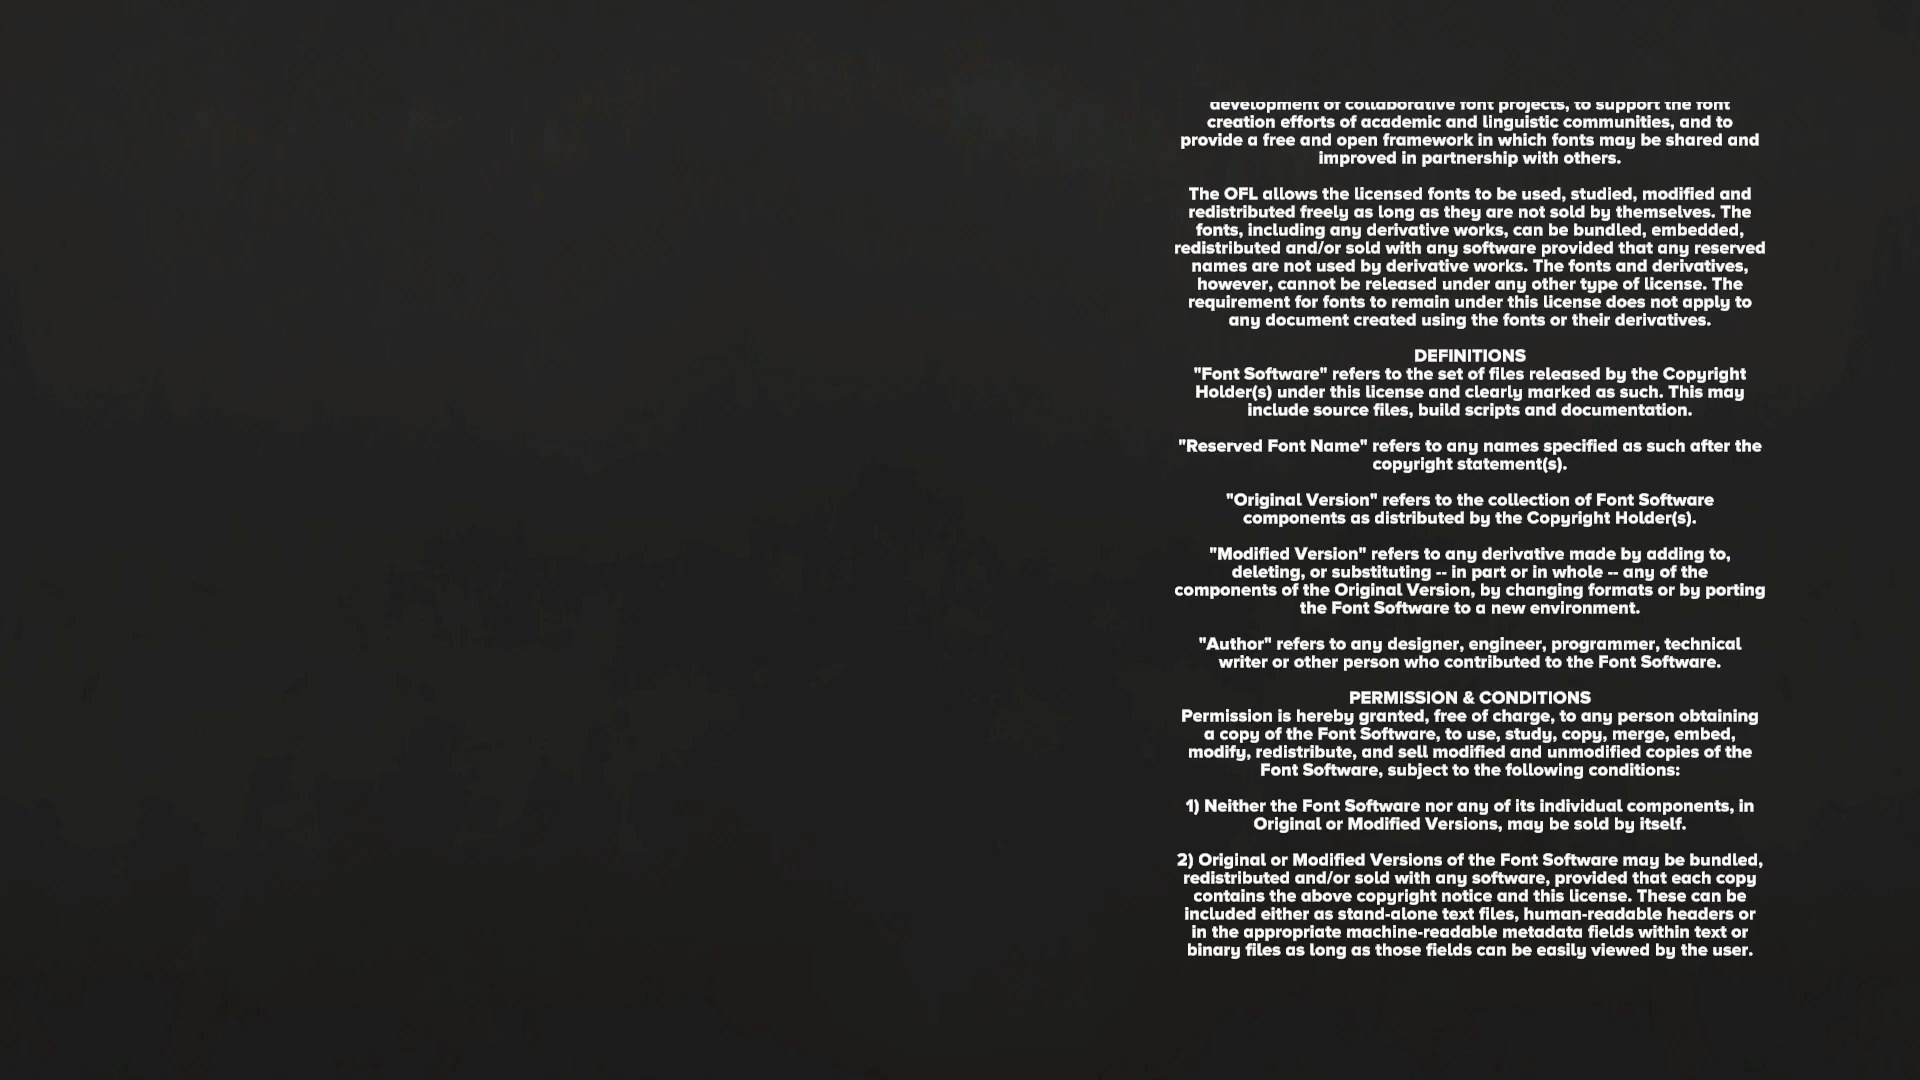 development of collaborative font projects, to support the font
creation efforts of academic and linguistic communities, and to
provide a free and open framework in which fonts may be shared and
improved in partnership with others.
The OFL allows the licensed fonts to be used, studied, modified and
redistributed freely as long as they are not sold by themselves. The
fonts, including any derivative works, can be bundled, embedded,
redistributed and/or sold with any software provided that any reserved
names are not used by derivative works. The fonts and derivatives,
however, cannot be released under any other type of license. The
requirement for fonts to remain under this license does not apply to
any document created using the fonts or their derivatives.
DEFINITIONS
"Font Software" refers to the set of files released by the Copyright
Holder(s) under this license and clearly marked as such. This may
include source files, build scripts and documentation.
"Reserved Font Name" refers to any names specified as such after the
copyright statement(s).
"Original Version" refers to the collection of Font Software
components as distributed by the Copyright Holder(s).
"Modified Version" refers to any derivative made by adding to,
deleting, or substituting -- in part or in whole -- any of the
components of the Original Version, by changing formats or by porting
the Font Software to a new environment.
"Author" refers to any designer, engineer, programmer, technical
writer or other person who contributed to the Font Software.
PERMISSION & CONDITIONS
Permission is hereby granted, free of charge, to any person obtaining
a copy of the Font Software, to use, study, copy, merge, embed,
modify, redistribute, and sell modified and unmodified copies of the
Font Software, subject to the following conditions:
1) Neither the Font Software nor any of its individual components, in
Original or Modified Versions, may be sold by itself.
2) Original or Modified Versions of the Font Software may be bundled,
redistributed and/or sold with any software, provided that each copy
contains the above copyright notice and this license. These can be
included either as stand-alone text files, human-readable headers or
in the appropriate machine-readable metadata fields within text or
binary files as long as those fields can be easily viewed by the user.